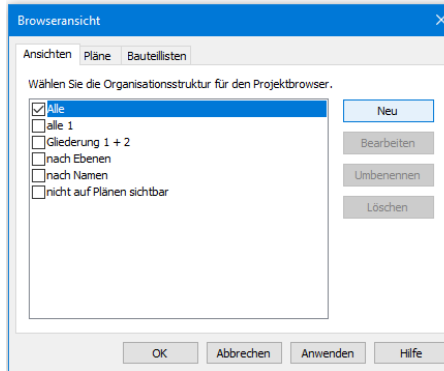 Browseransicht
Ansichten Pläne Bauteillisten
Wählen Sie die Organisationsstruktur für den Projektbrowser.
Alle
alle 1
Gliederung 1 + 2
nach Ebenen
nach Namen
nicht auf Plänen sichtbar
Neu
Bearbeiten
Umbenennen
Löschen
OK Abbrechen Anwenden Hilfe